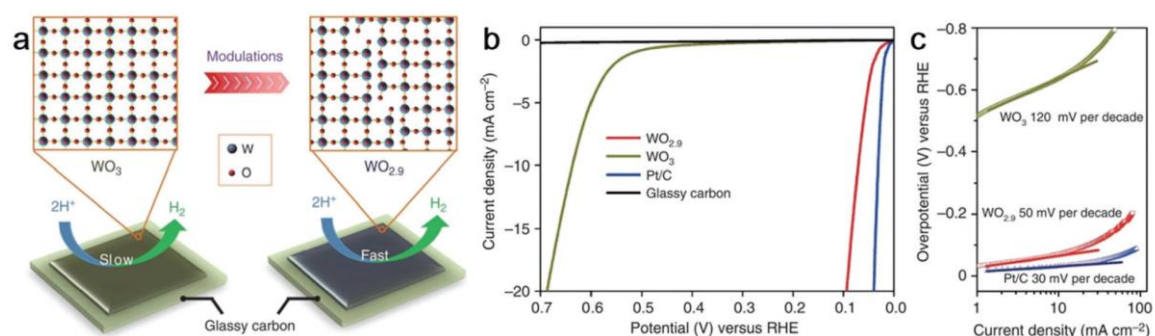 a
Modulations
W
O
WO₃
WO₂.₉
2H⁺
H₂
Slow
2H⁺
H₂
Fast
Glassy carbon
b
0
−5
−10
−15
−20
Current density (mA cm⁻²)
WO₂.₉
WO₃
Pt/C
Glassy carbon
0.7 0.6 0.5 0.4 0.3 0.2 0.1 0.0
Potential (V) versus RHE
c
−0.8
−0.6
−0.4
−0.2
0
Overpotential (V) versus RHE
WO₃ 120 mV per decade
WO₂.₉ 50 mV per decade
Pt/C 30 mV per decade
1 10 100
Current density (mA cm⁻²)